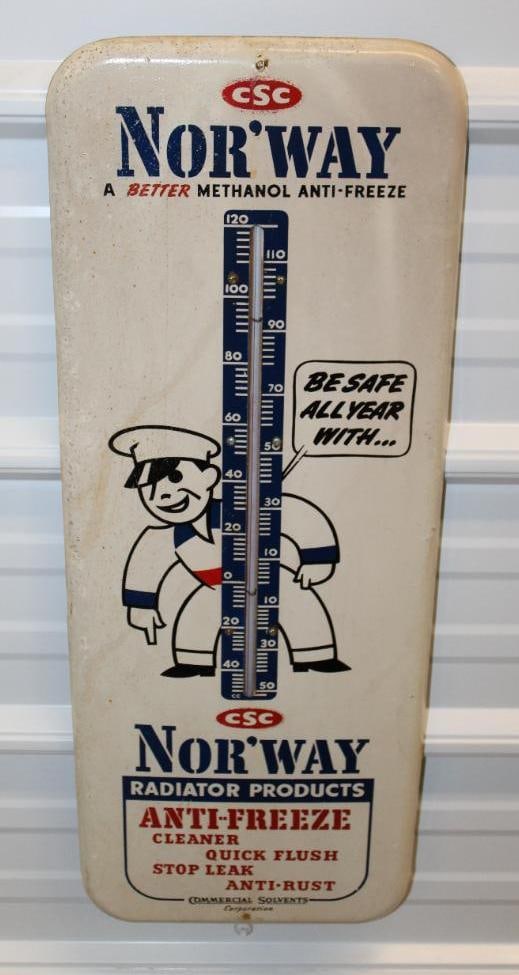 CSC
NOR'WAY
A BETTER METHANOL ANTI-FREEZE
120
110
100
90
80
70
60
50
40
30
20
10
0
10
20
30
40
50
BE SAFE
ALL YEAR
WITH...
CSC
NOR'WAY
RADIATOR PRODUCTS
ANTI-FREEZE
CLEANER
QUICK FLUSH
STOP LEAK
ANTI-RUST
COMMERCIAL SOLVENTS
Corporation